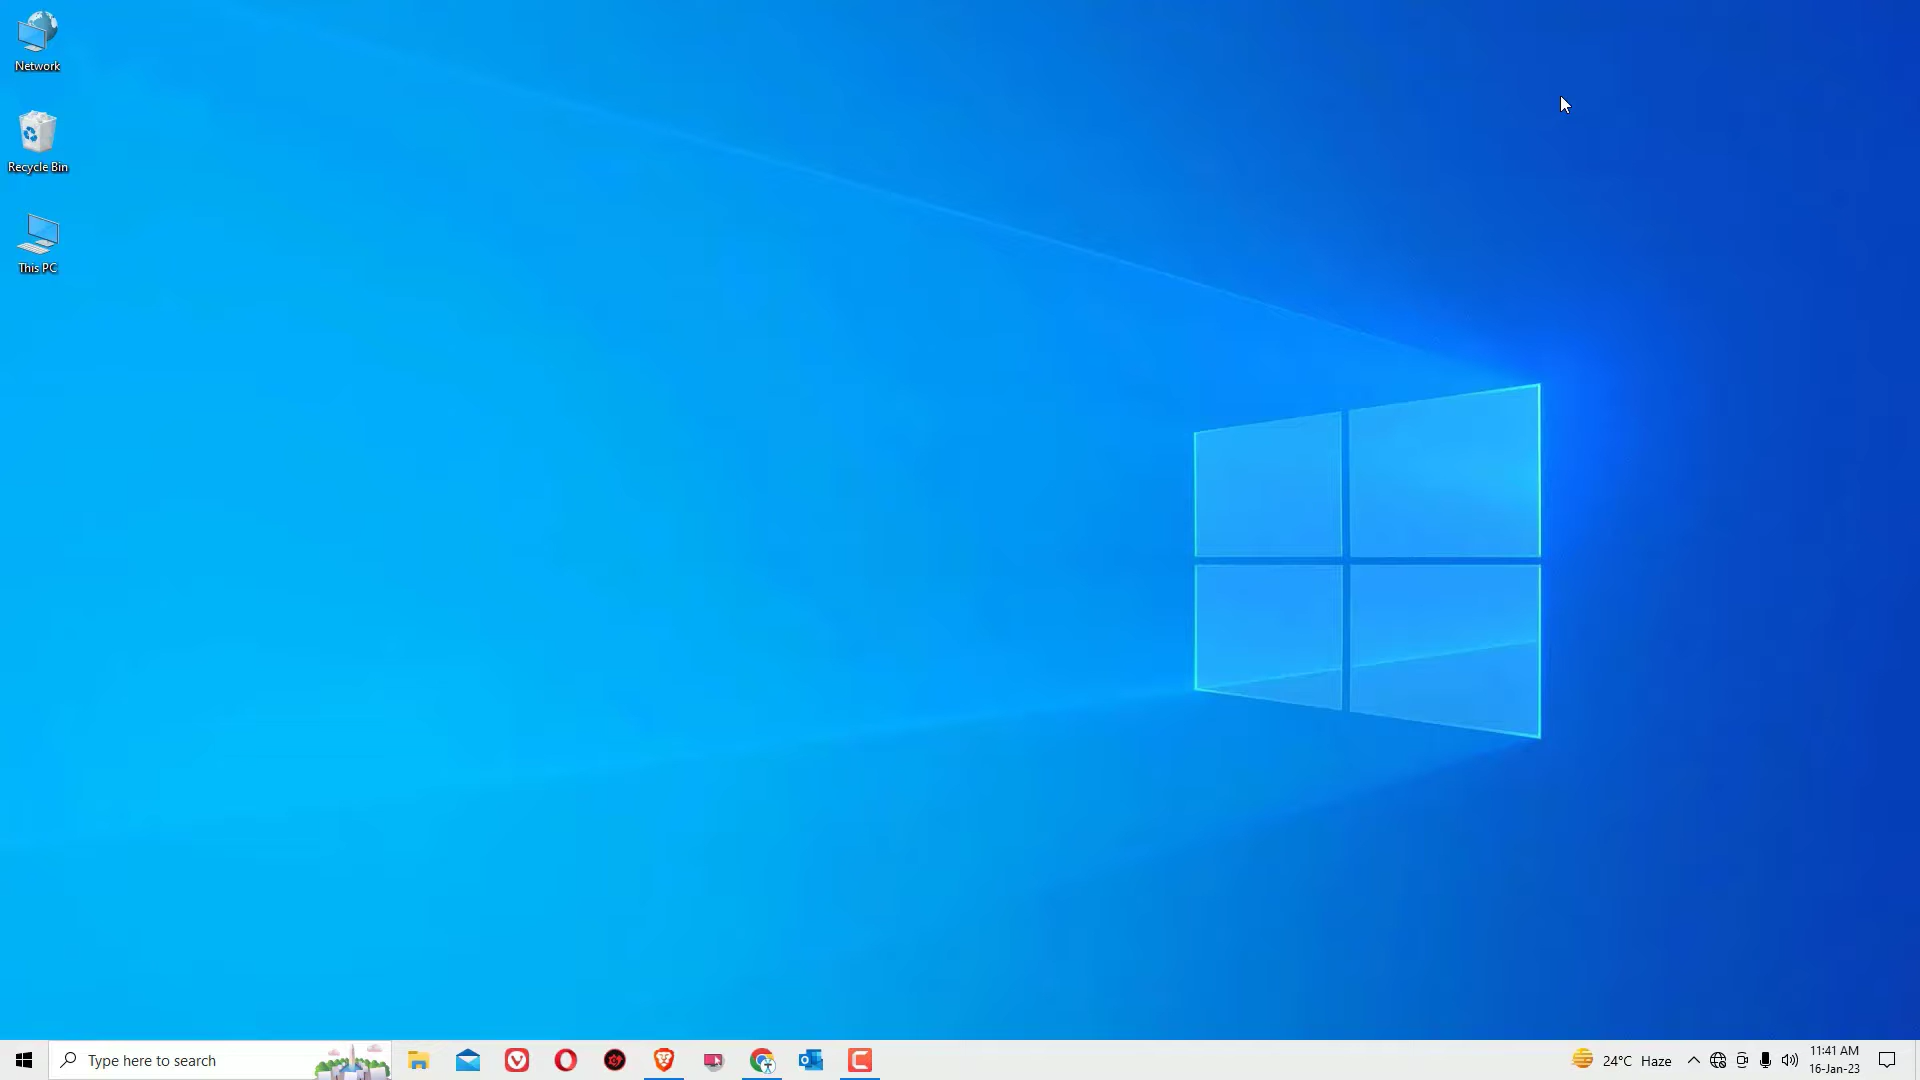 Network
Recycle Bin
This PC
Type here to search
24°C Haze
11:41 AM
16-Jan-23